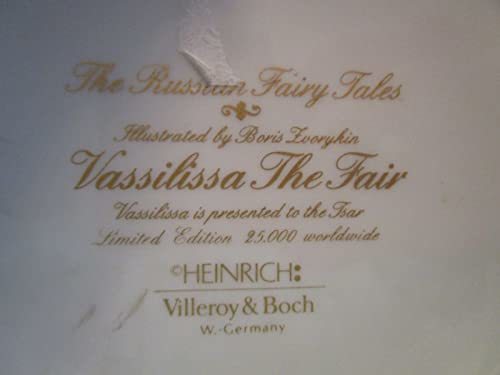 The Russian Fairy Tales
Illustrated by Boris Zvorykin
Vassilissa The Fair
Vassilissa is presented to the Tsar
Limited Edition 25.000 worldwide
©HEINRICH:
Villeroy & Boch
W.-Germany